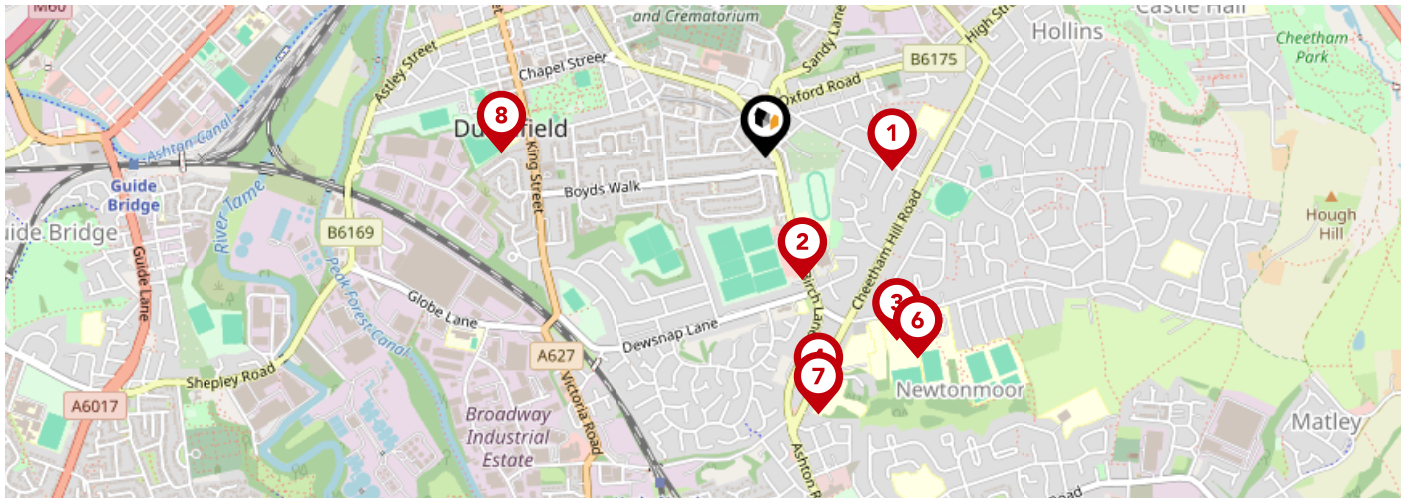 M60
and Crematorium
Castle Hall
High Str
Hollins
Sandy Lane
Cheetham
Park
Astley Street
Chapel Street
B6175
Oxford Road
8
1
Ashton Canal
King Street
Guide
Bridge
Boyds Walk
River Tame
Cheetham Hill Road
Hough
Hill
uide Bridge
B6169
2
Guide Lane
Peak Forest Canal
Birch Lane
3
6
Globe Lane
Dewsnap Lane
A627
7
Shepley Road
Victoria Road
Newtonmoor
A6017
Broadway
Industrial
Estate
Matley
Ashton R
Road